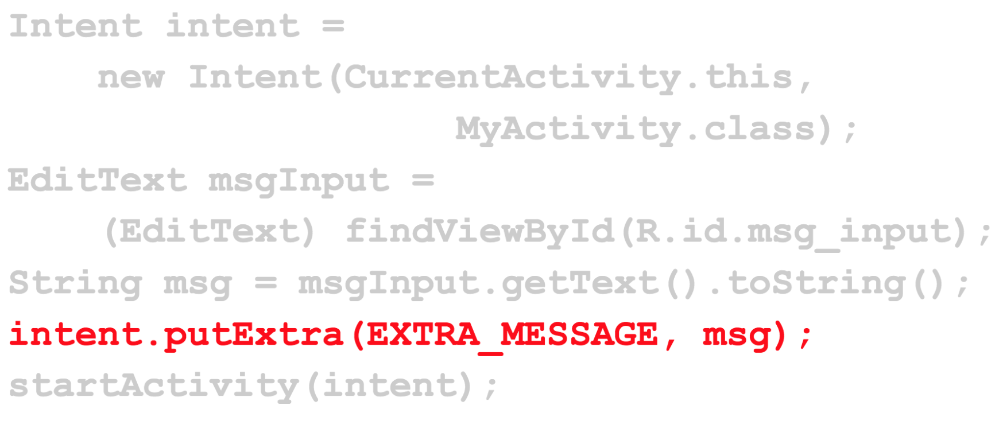 Intent intent =
new Intent(CurrentActivity.this,
MyActivity.class);
EditText msgInput =
(EditText) findViewById(R.id.msg_input);
String msg = msgInput.getText().toString();
intent.putExtra(EXTRA_MESSAGE, msg);
startActivity(intent);